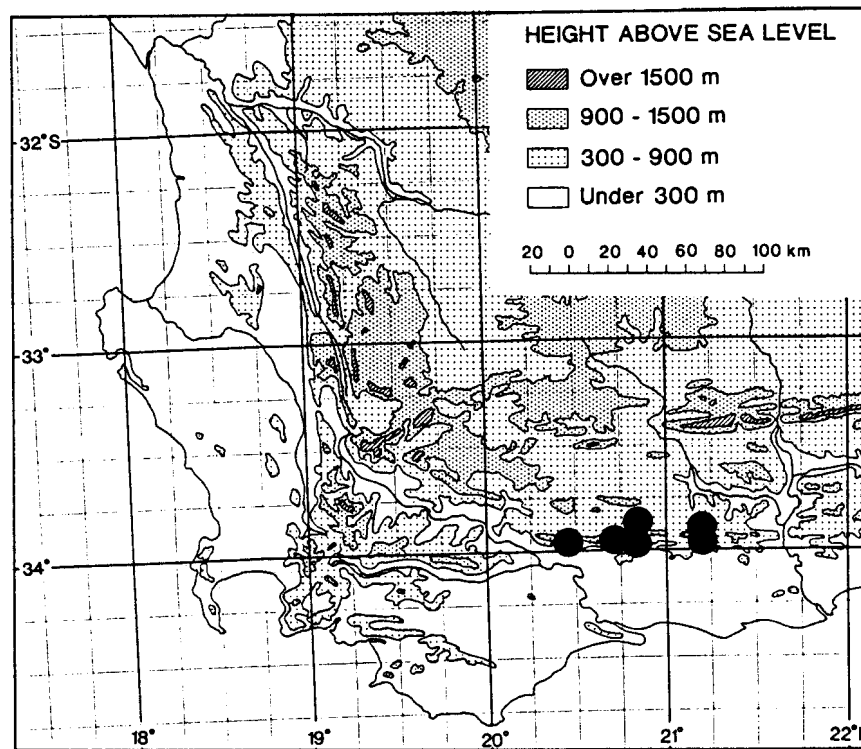 HEIGHT ABOVE SEA LEVEL
Over 1500 m
900 - 1500 m
300 - 900 m
Under 300 m
20 0 20 40 60 80 100 km
32°S
33°
34°
18° 19° 20° 21° 22°